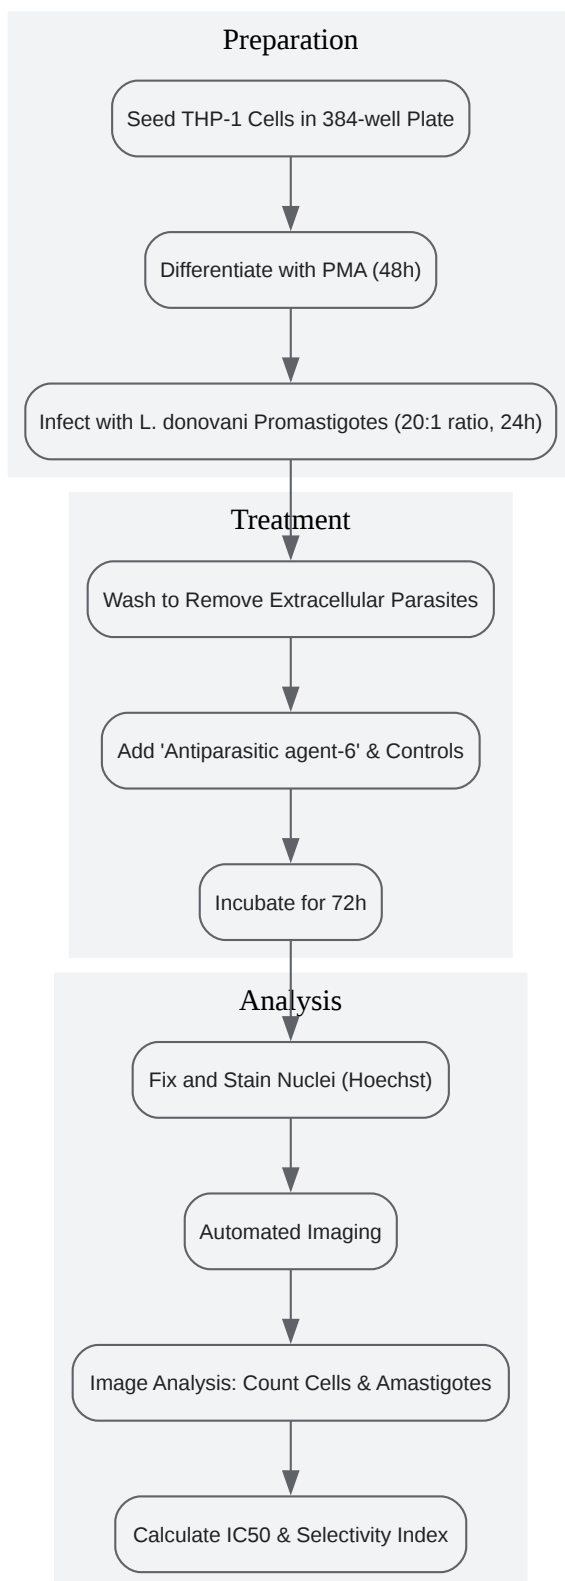 Preparation
Seed THP-1 Cells in 384-well Plate
Differentiate with PMA (48h)
Infect with L. donovani Promastigotes (20:1 ratio, 24h)
Treatment
Wash to Remove Extracellular Parasites
Add 'Antiparasitic agent-6' & Controls
Incubate for 72h
Analysis
Fix and Stain Nuclei (Hoechst)
Automated Imaging
Image Analysis: Count Cells & Amastigotes
Calculate IC50 & Selectivity Index